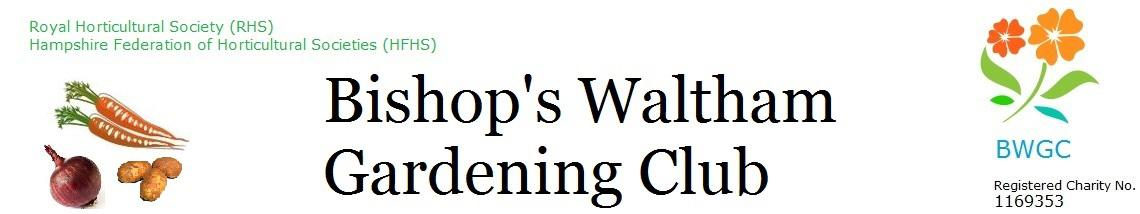 Royal Horticultural Society (RHS)
Hampshire Federation of Horticultural Societies (HFHS)
Bishop's Waltham
Gardening Club
BWGC
Registered Charity No.
1169353